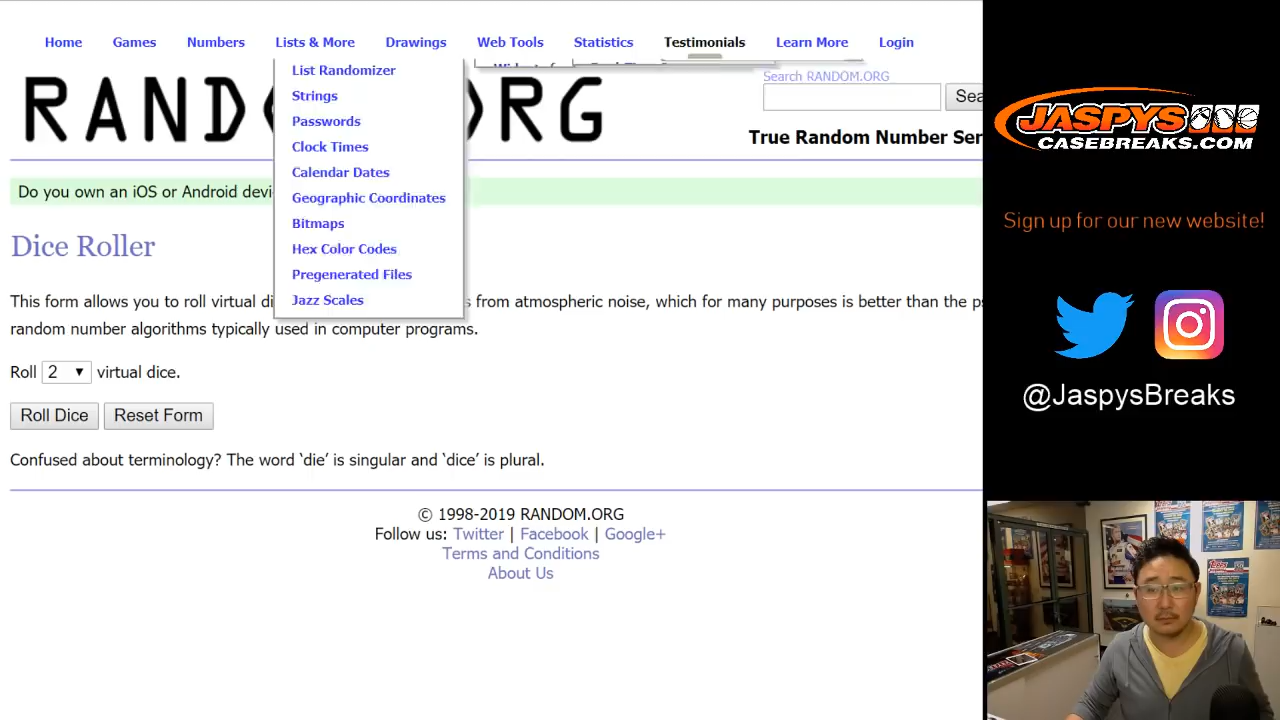 Home Games Numbers Lists & More Drawings Web Tools Statistics Testimonials Learn More Login
List Randomizer
Strings
Passwords
Clock Times
Calendar Dates
Geographic Coordinates
Bitmaps
Hex Color Codes
Pregenerated Files
Jazz Scales
RAND RG
Search RANDOM.ORG
Sea
True Random Number Ser
Do you own an iOS or Android devi
Dice Roller
This form allows you to roll virtual di s from atmospheric noise, which for many purposes is better than the ps
random number algorithms typically used in computer programs.
Roll 2 virtual dice.
Roll Dice Reset Form
Confused about terminology? The word ‘die’ is singular and ‘dice’ is plural.
© 1998-2019 RANDOM.ORG
Follow us: Twitter | Facebook | Google+
Terms and Conditions
About Us
JASPYS
CASEBREAKS.COM
Sign up for our new website!
@JaspysBreaks
Topps